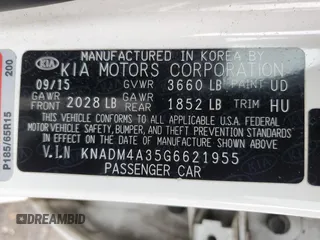 MANUFACTURED IN KOREA BY
KIA KIA MOTORS CORPORATION
09/15 GVWR 3660 LB PAINT UD
GAWR FRONT 2028 LB GAWR REAR 1852 LB TRIM HU
THIS VEHICLE CONFORMS TO ALL APPLICABLE U.S.A FEDERAL MOTOR
VEHICLE SAFETY, BUMPER, AND THEFT PREVENTION STANDARDS
IN EFFECT ON THE DATE OF MANUFACTURE SHOWN ABOVE.
V.I.N KNADM4A35G6621955
PASSENGER CAR
P185/65R15
200
AUTOBIDMASTER